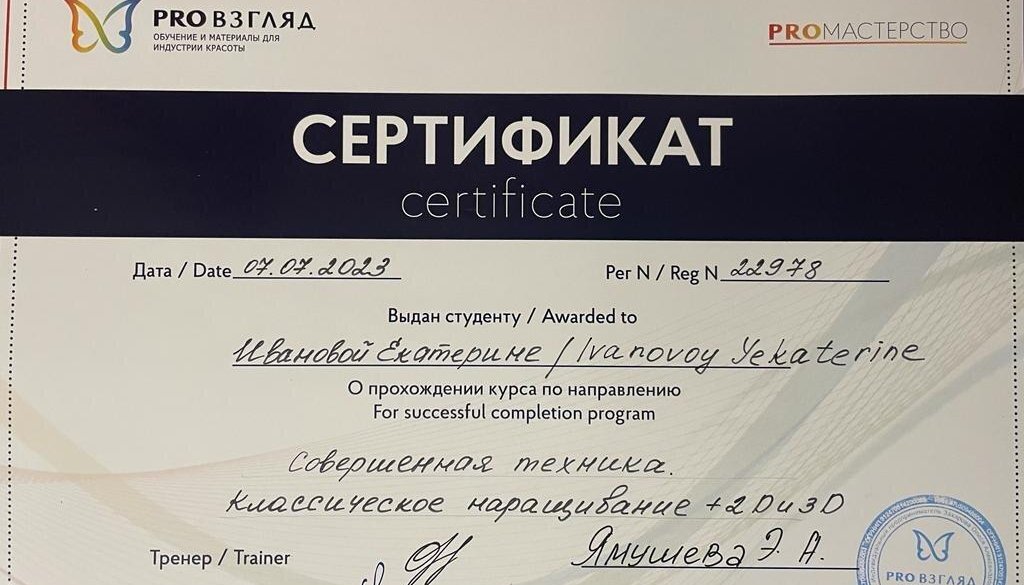 PRO ВЗГЛЯД
ОБУЧЕНИЕ И МАТЕРИАЛЫ ДЛЯ
ИНДУСТРИИ КРАСОТЫ
PROМАСТЕРСТВО
СЕРТИФИКАТ
certificate
Дата / Date 07.07.2023 Рег N / Reg N 22978
Выдан студенту / Awarded to
Ивановой Екатерине / Ivanovoy Yekaterine
О прохождении курса по направлению
For successful completion program
Совершенная техника.
Классическое наращивание +2D и 3D
Тренер / Trainer Ямушева Э. А.
PRO ВЗГЛЯД